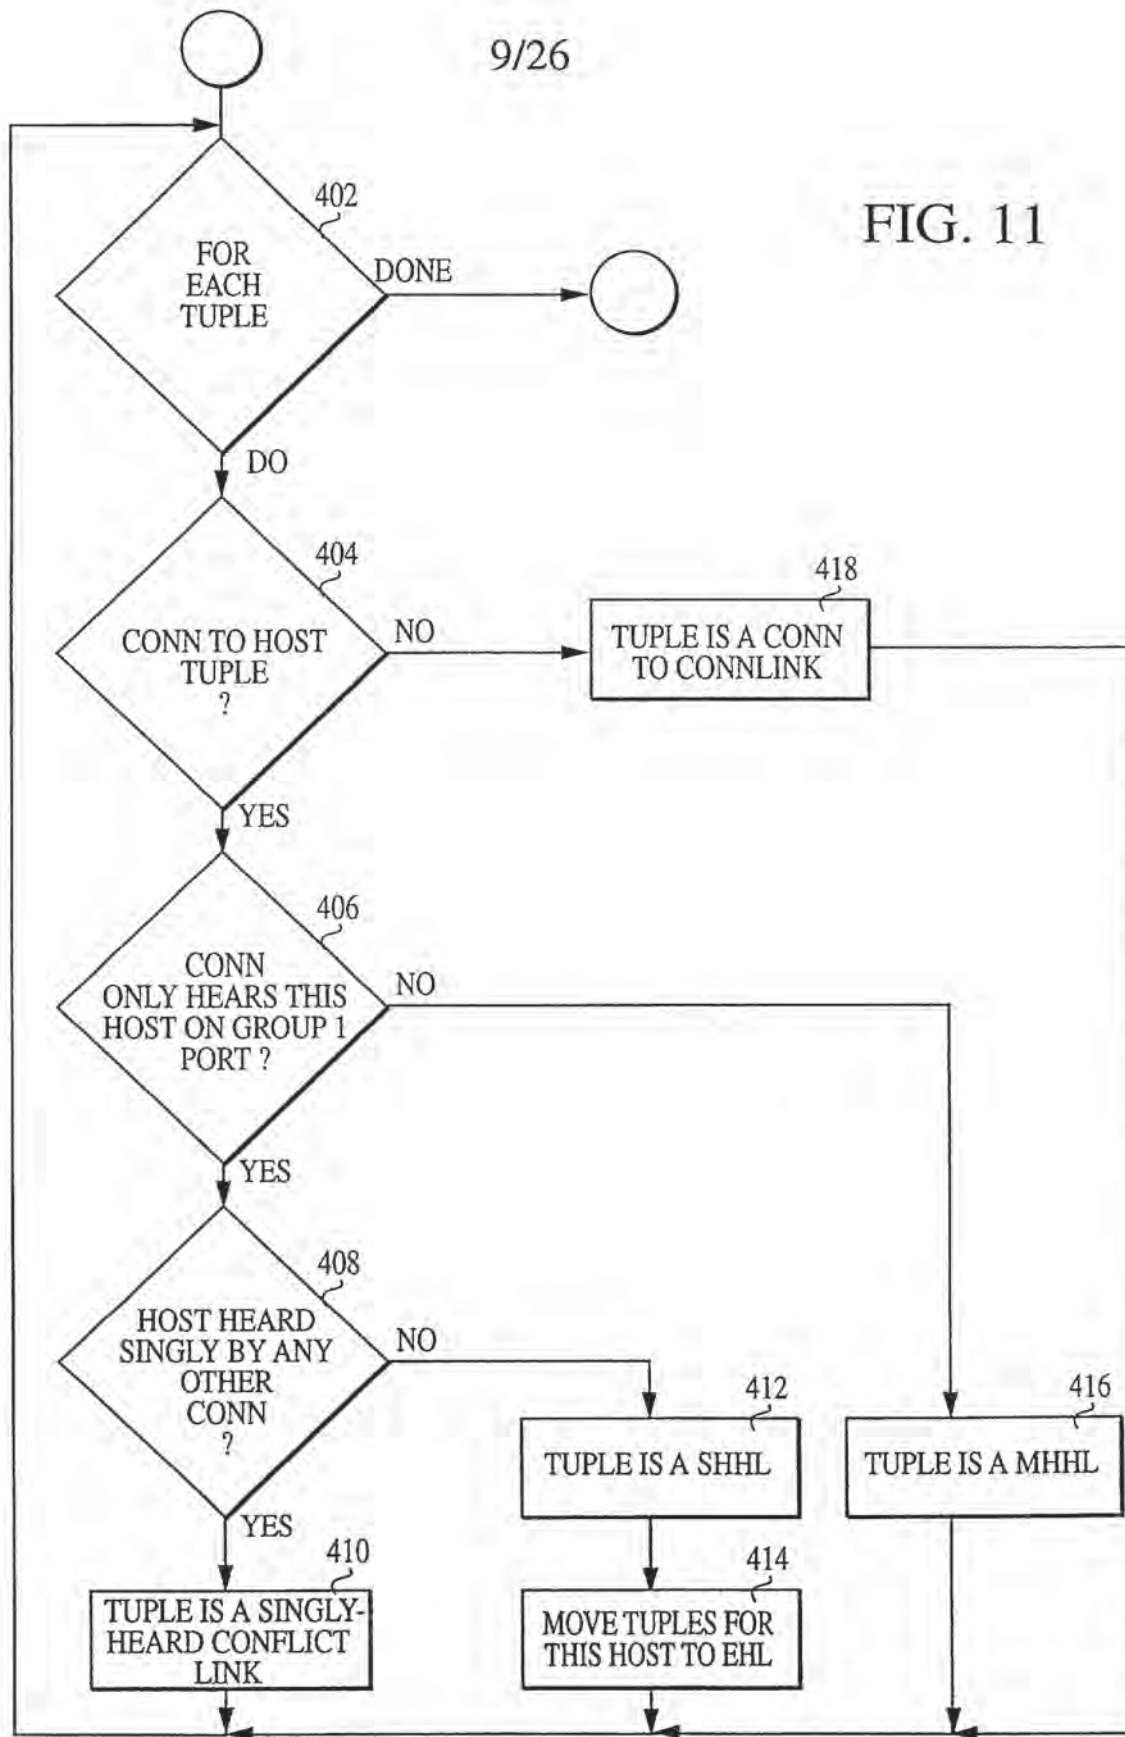 9/26
FIG. 11
402
FOR
EACH
TUPLE
DONE
DO
404
CONN TO HOST
TUPLE
?
NO
418
TUPLE IS A CONN
TO CONNLINK
YES
406
CONN
ONLY HEARS THIS
HOST ON GROUP 1
PORT ?
NO
YES
408
HOST HEARD
SINGLY BY ANY
OTHER
CONN
?
NO
412
TUPLE IS A SHHL
416
TUPLE IS A MHHL
YES
410
TUPLE IS A SINGLY-
HEARD CONFLICT
LINK
414
MOVE TUPLES FOR
THIS HOST TO EHL